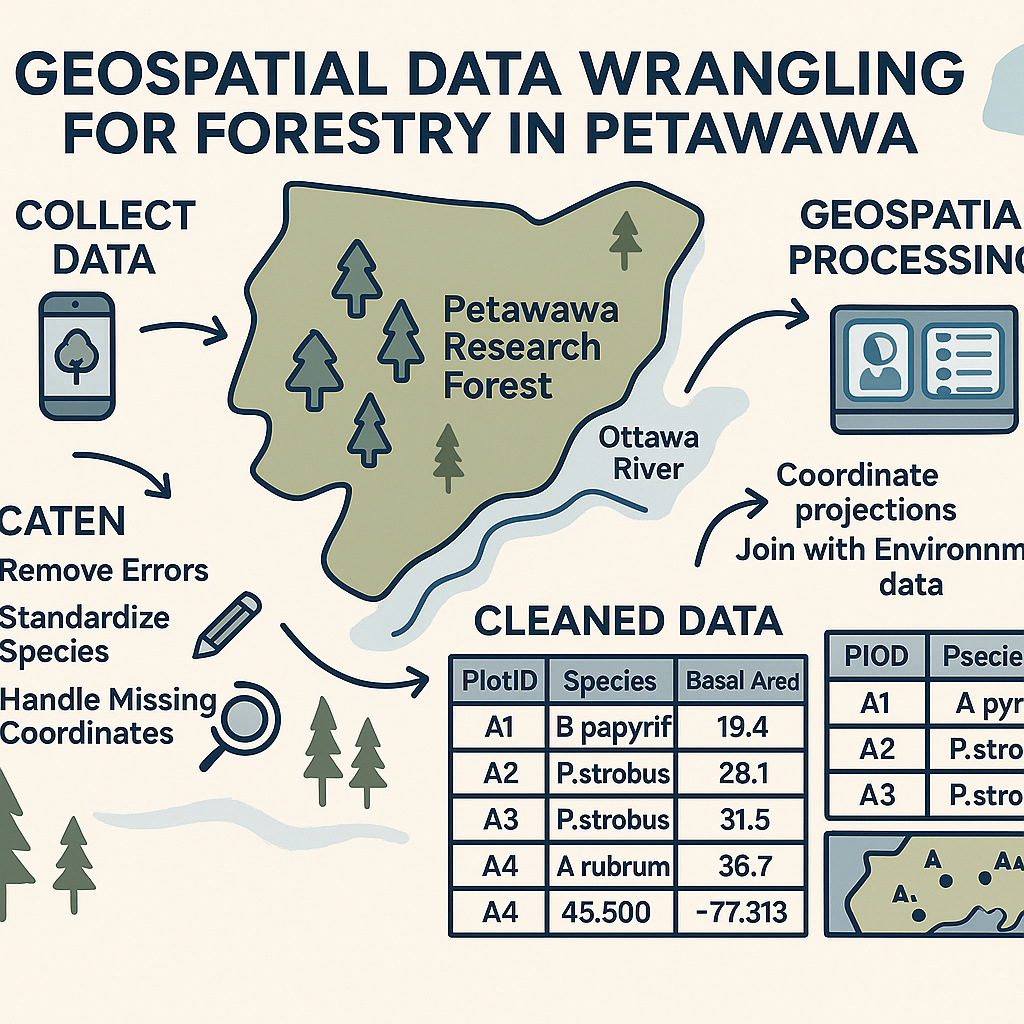 GEOSPATIAL DATA WRANGLING
FOR FORESTRY IN PETAWAWA
COLLECT
DATA
Petawawa
Research
Forest
Ottawa
River
GEOSPATIA
PROCESSING
Coordinate
projections
Join with Environnm
data
CATEN
Remove Errors
Standardize
Species
Handle Missing
Coordinates
CLEANED DATA
PlotID Species Basal Ared
A1 B papyrif 19.4
A2 P.strobus 28.1
A3 P.strobus 31.5
A4 A rubrum 36.7
A4 45.500 -77.313
PIOD Psecie
A1 A pyr
A2 P.stro
A3 P.stro
A AA
A.